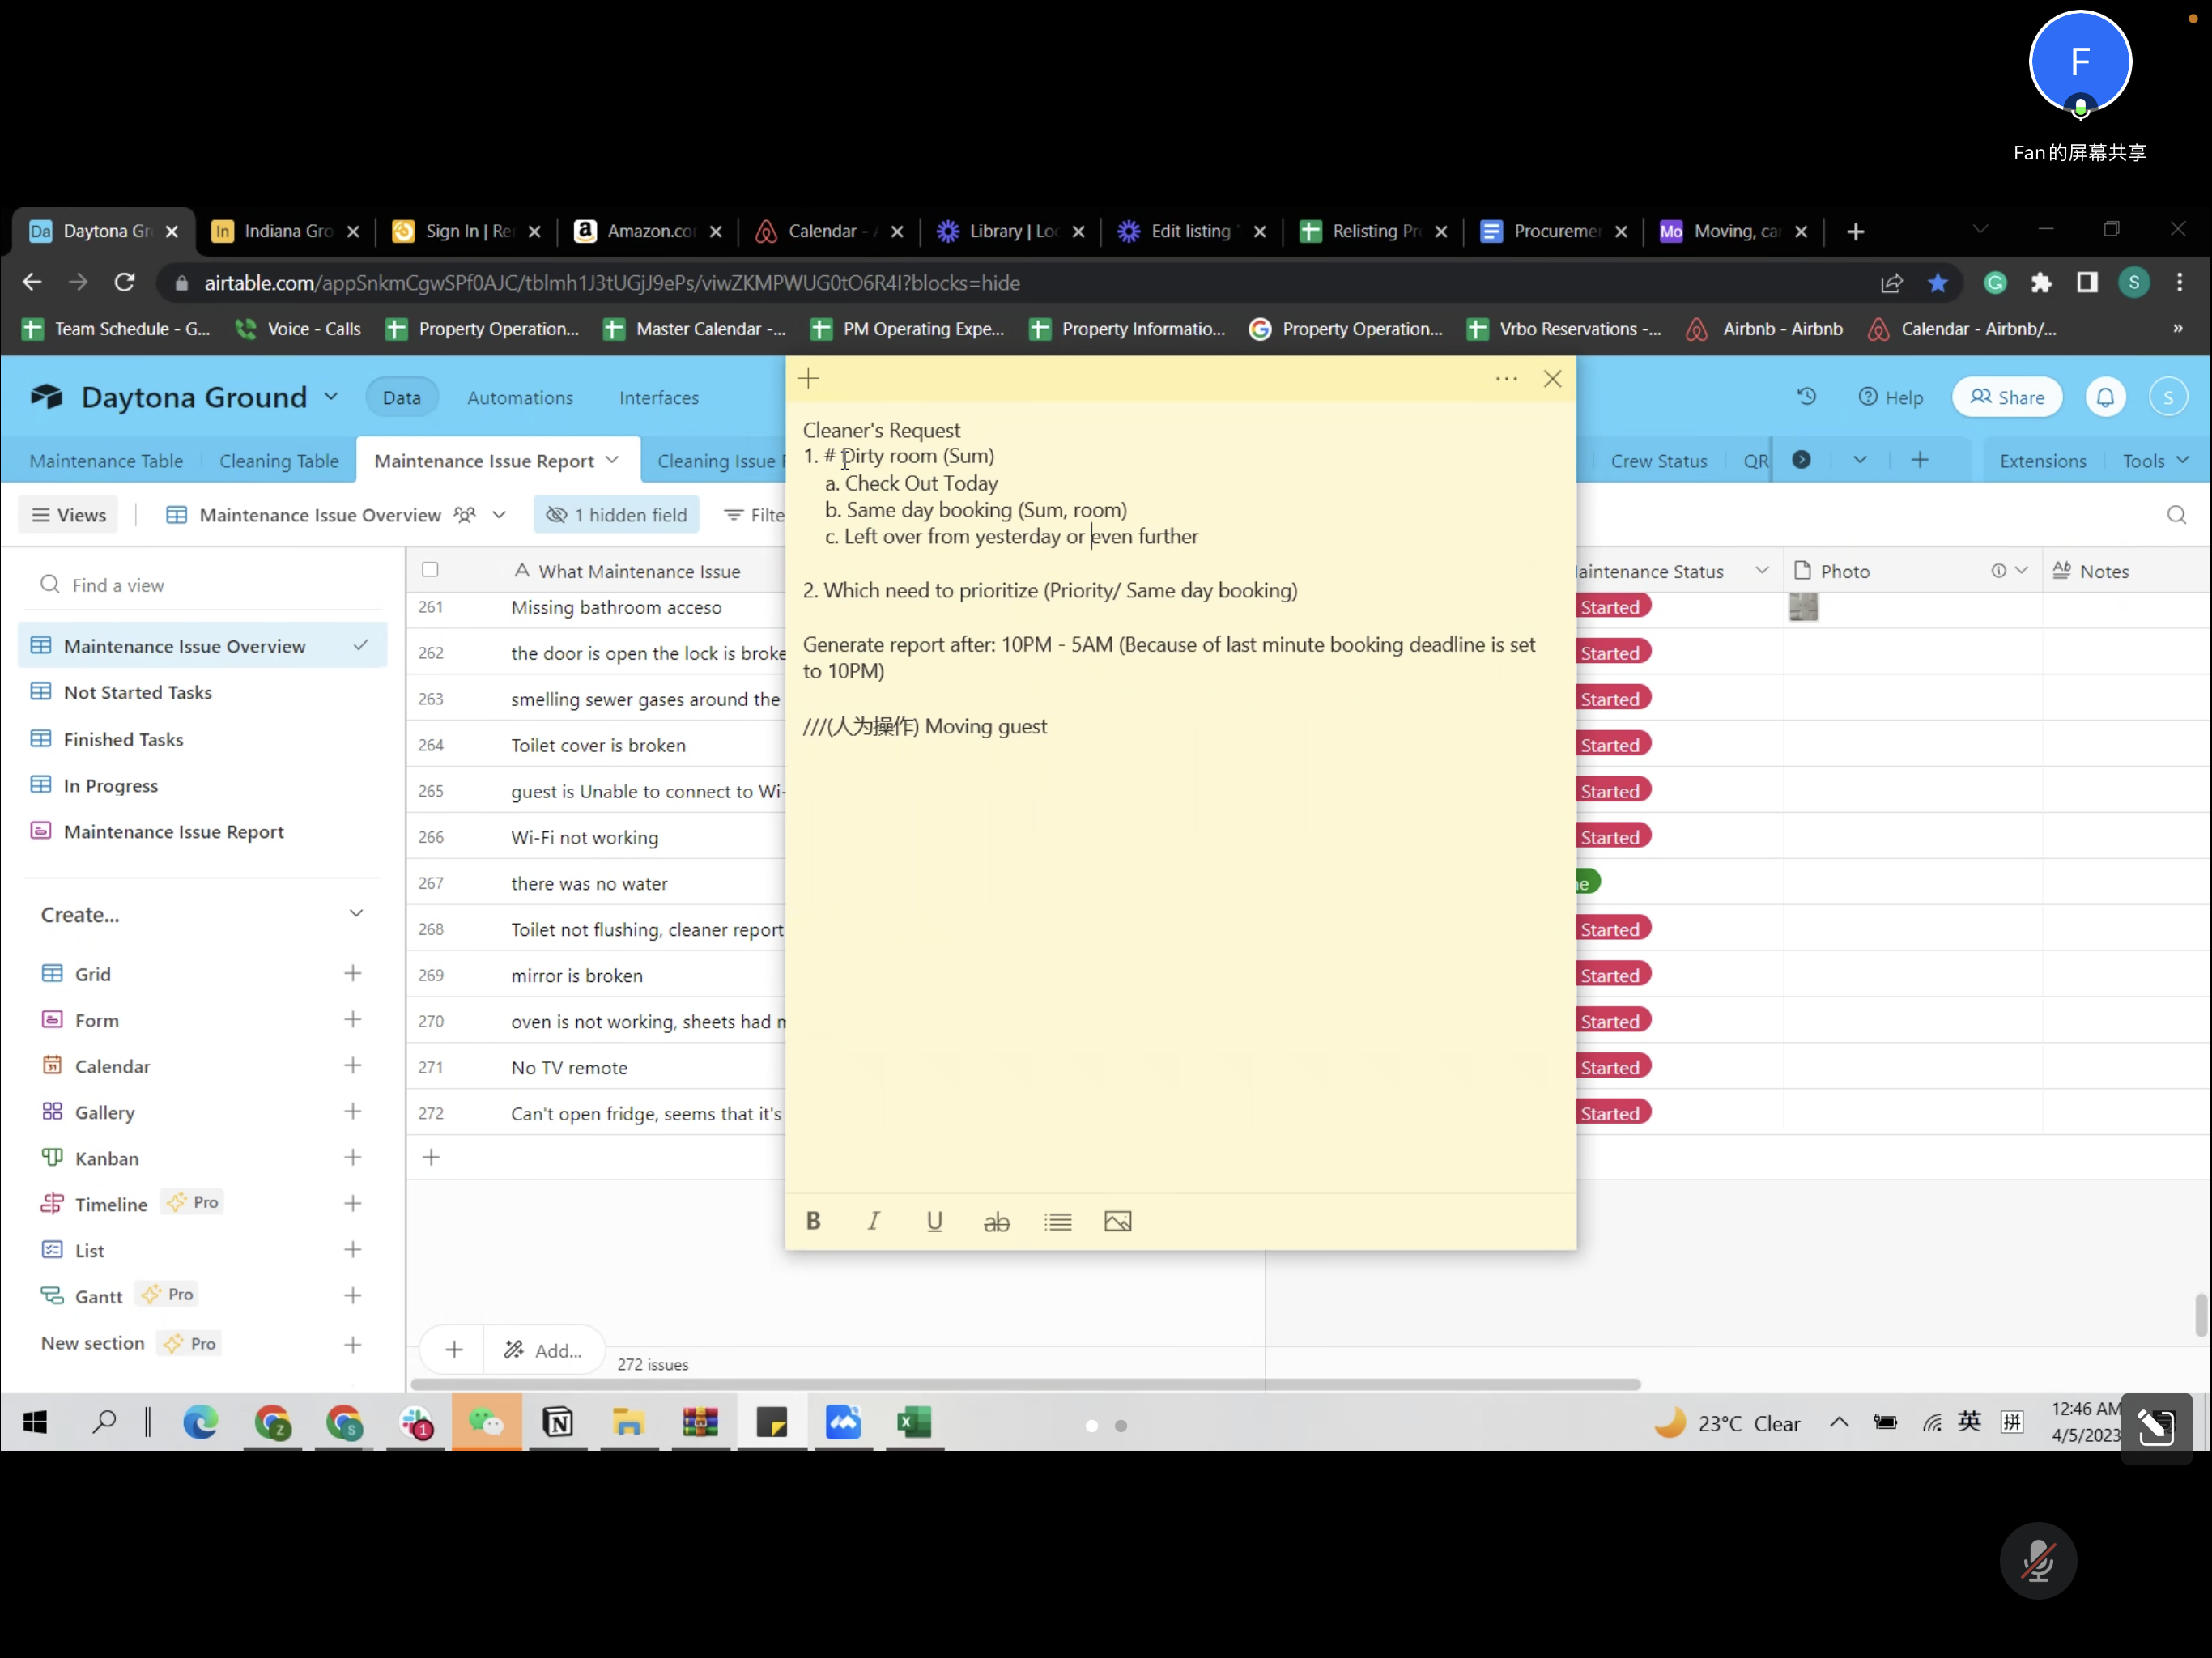 F
Fan的屏幕共享
Da Daytona Gr
In Indiana Gro
Sign In | Re
a Amazon.co
Calendar -
Library | Lo
Edit listing
Relisting Pr
Procureme
Mo Moving, ca
airtable.com/appSnkmCgwSPf0AJC/tblmh1J3tUGjJ9ePs/viwZKMPWUG0tO6R4I?blocks=hide
S
Team Schedule - G...
Voice - Calls
Property Operation...
Master Calendar -...
PM Operating Expe...
Property Informatio...
Property Operation...
Vrbo Reservations -...
Airbnb - Airbnb
Calendar - Airbnb/...
»
Daytona Ground
Data
Automations
Interfaces
Help
Share
S
Maintenance Table
Cleaning Table
Maintenance Issue Report
Cleaning Issue
Crew Status
QR
Extensions
Tools
Views
Maintenance Issue Overview
1 hidden field
Filte
Find a view
Maintenance Issue Overview
Not Started Tasks
Finished Tasks
In Progress
Maintenance Issue Report
Create...
Grid
Form
Calendar
Gallery
Kanban
Timeline Pro
List
Gantt Pro
New section Pro
What Maintenance Issue
aintenance Status
Photo
Notes
261 Missing bathroom acceso Started
262 the door is open the lock is broke Started
263 smelling sewer gases around the Started
264 Toilet cover is broken Started
265 guest is Unable to connect to Wi- Started
266 Wi-Fi not working Started
267 there was no water ne
268 Toilet not flushing, cleaner report Started
269 mirror is broken Started
270 oven is not working, sheets had m Started
271 No TV remote Started
272 Can't open fridge, seems that it's Started
Add...
272 issues
Cleaner's Request
1. # Dirty room (Sum)
a. Check Out Today
b. Same day booking (Sum, room)
c. Left over from yesterday or even further
2. Which need to prioritize (Priority/ Same day booking)
Generate report after: 10PM - 5AM (Because of last minute booking deadline is set
to 10PM)
///(人为操作) Moving guest
B I U ab
Z
S
1
N
23°C Clear
英
拼
12:46 AM
4/5/2023